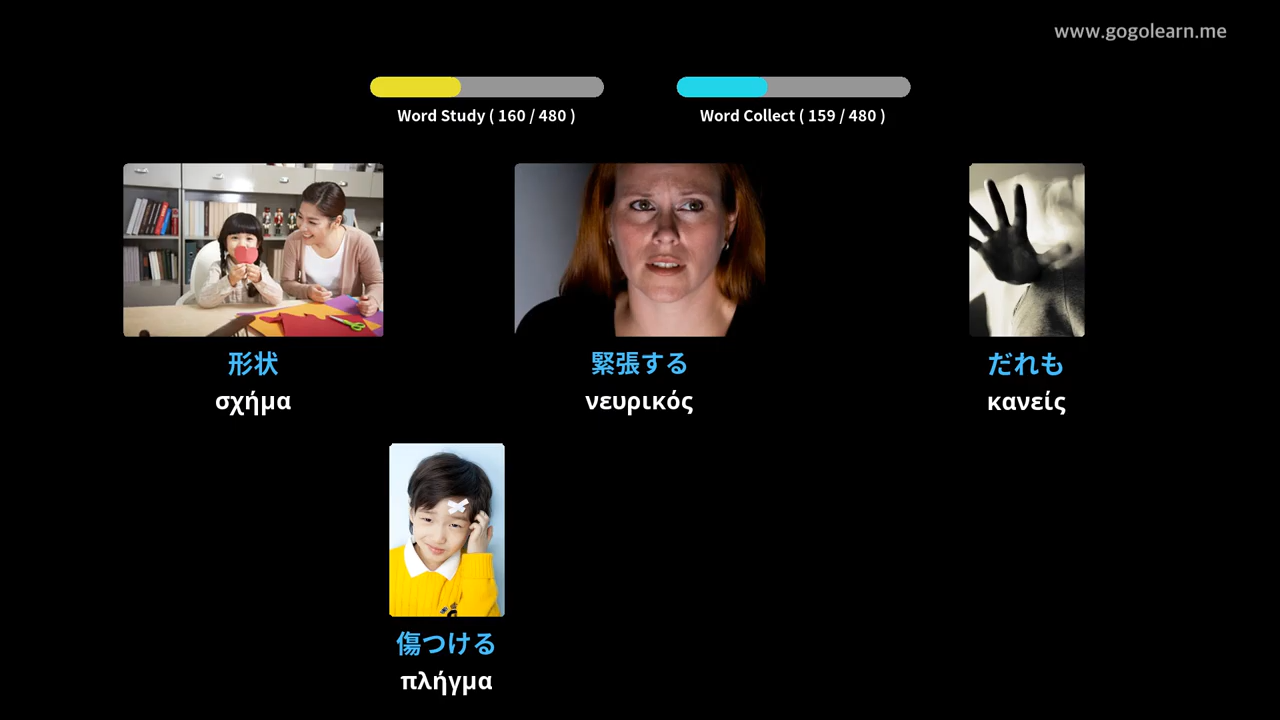 www.gogolearn.me
Word Study ( 160 / 480 )
Word Collect ( 159 / 480 )
形状
σχήμα
緊張する
νευρικός
だれも
κανείς
傷つける
πλήγμα